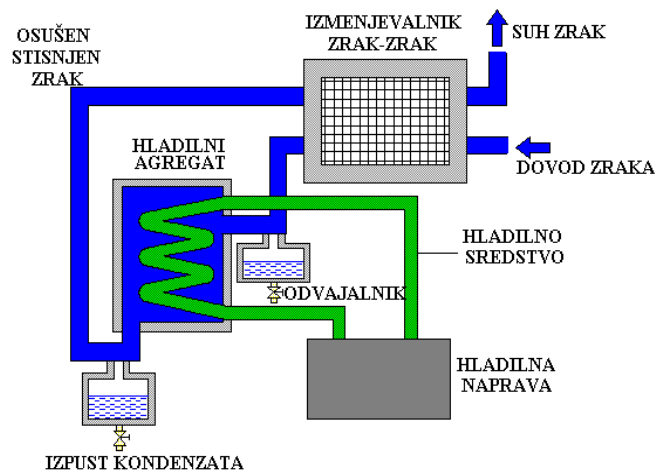 OSUŠEN
STISNJEN
ZRAK
IZMENJEVALNIK
ZRAK-ZRAK
SUH ZRAK
DOVOD ZRAKA
HLADILNI
AGREGAT
HLADILNO
SREDSTVO
ODVAJALNIK
HLADILNA
NAPRAVA
IZPUST KONDENZATA